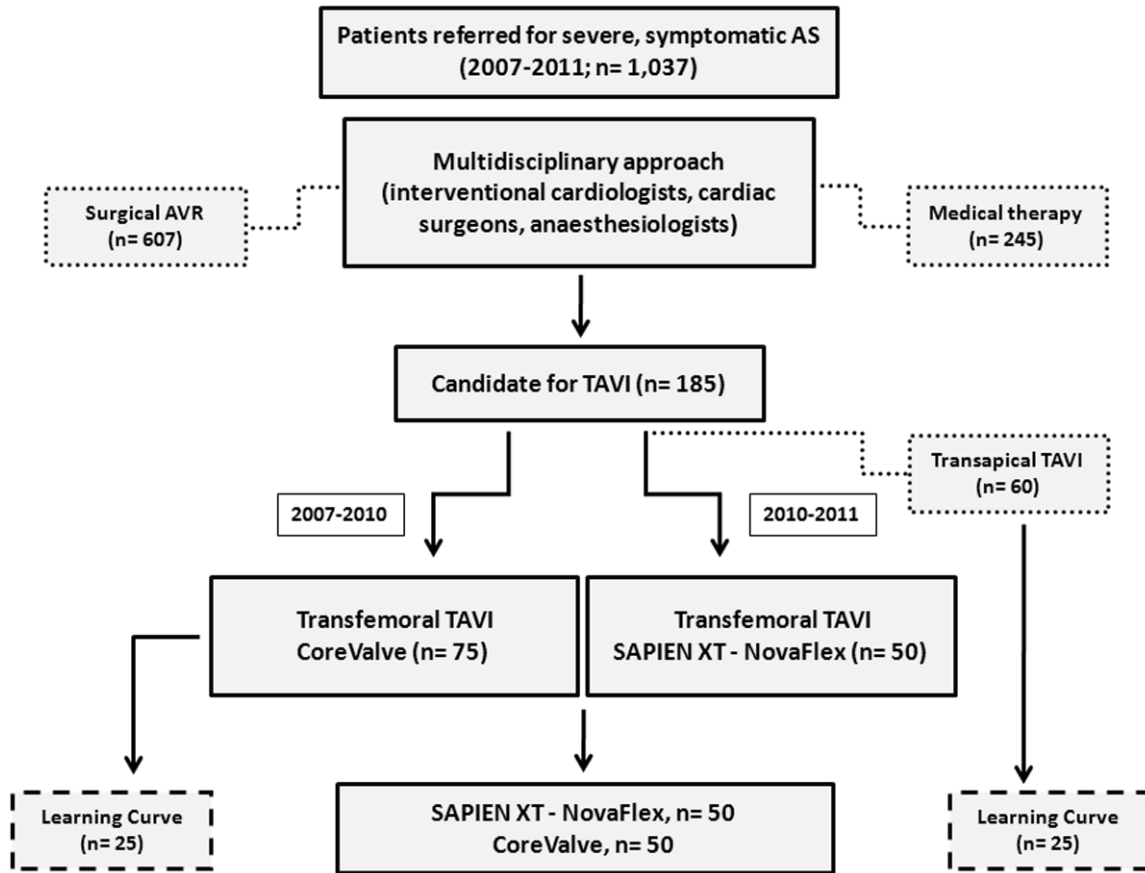 Patients referred for severe, symptomatic AS
(2007-2011; n= 1,037)
Multidisciplinary approach
(interventional cardiologists, cardiac
surgeons, anaesthesiologists)
Surgical AVR
(n= 607)
Medical therapy
(n= 245)
Candidate for TAVI (n= 185)
Transapical TAVI
(n= 60)
2007-2010
2010-2011
Transfemoral TAVI
CoreValve (n= 75)
Transfemoral TAVI
SAPIEN XT - NovaFlex (n= 50)
Learning Curve
(n= 25)
SAPIEN XT - NovaFlex, n= 50
CoreValve, n= 50
Learning Curve
(n= 25)